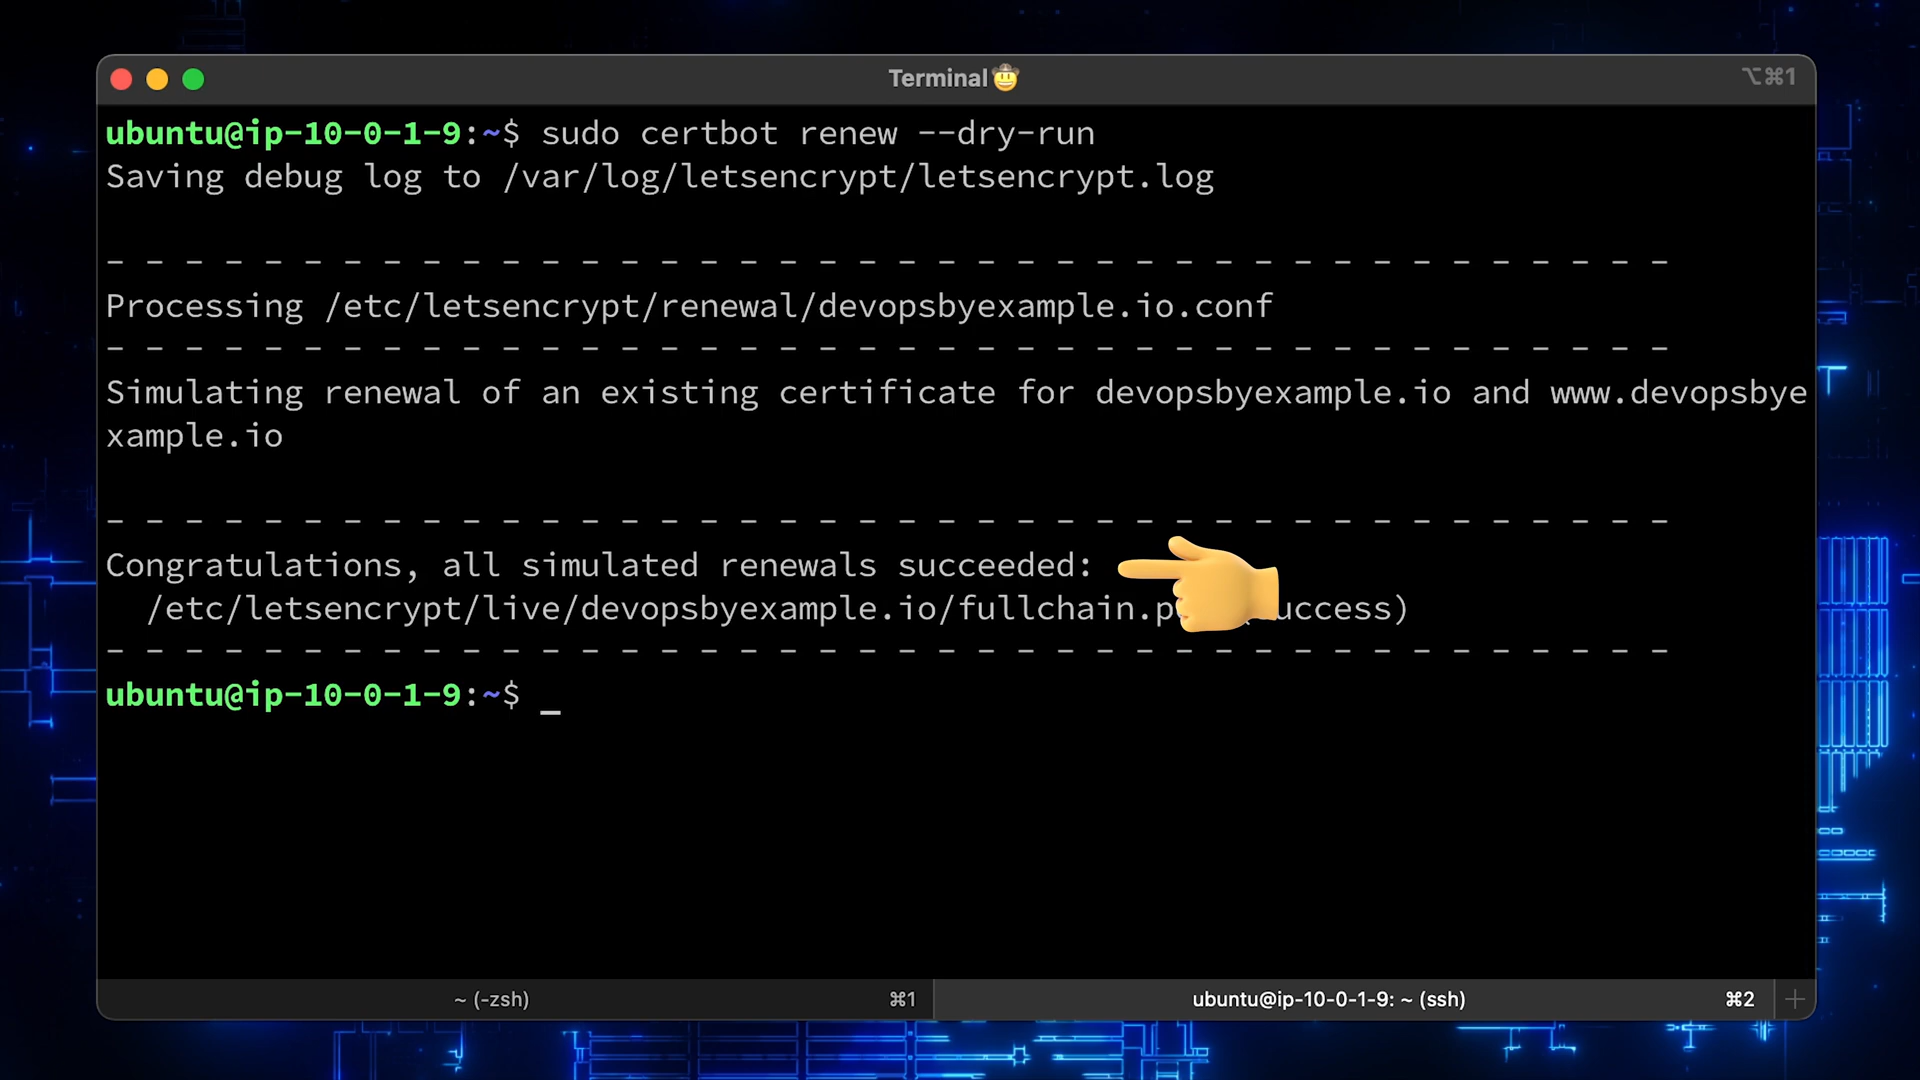 Terminal🤠
⌥⌘1
ubuntu@ip-10-0-1-9:~$ sudo certbot renew --dry-run
Saving debug log to /var/log/letsencrypt/letsencrypt.log
- - - - - - - - - - - - - - - - - - - - - - - - - - - - - - - - - - - - - - - -
Processing /etc/letsencrypt/renewal/devopsbyexample.io.conf
- - - - - - - - - - - - - - - - - - - - - - - - - - - - - - - - - - - - - - - -
Simulating renewal of an existing certificate for devopsbyexample.io and www.devopsbye
xample.io
- - - - - - - - - - - - - - - - - - - - - - - - - - - - - - - - - - - - - - - -
Congratulations, all simulated renewals succeeded:
/etc/letsencrypt/live/devopsbyexample.io/fullchain.p uccess)
- - - - - - - - - - - - - - - - - - - - - - - - - - - - - - - - - - - - - - - -
ubuntu@ip-10-0-1-9:~$ _
~ (-zsh) ⌘1
ubuntu@ip-10-0-1-9: ~ (ssh) ⌘2 +